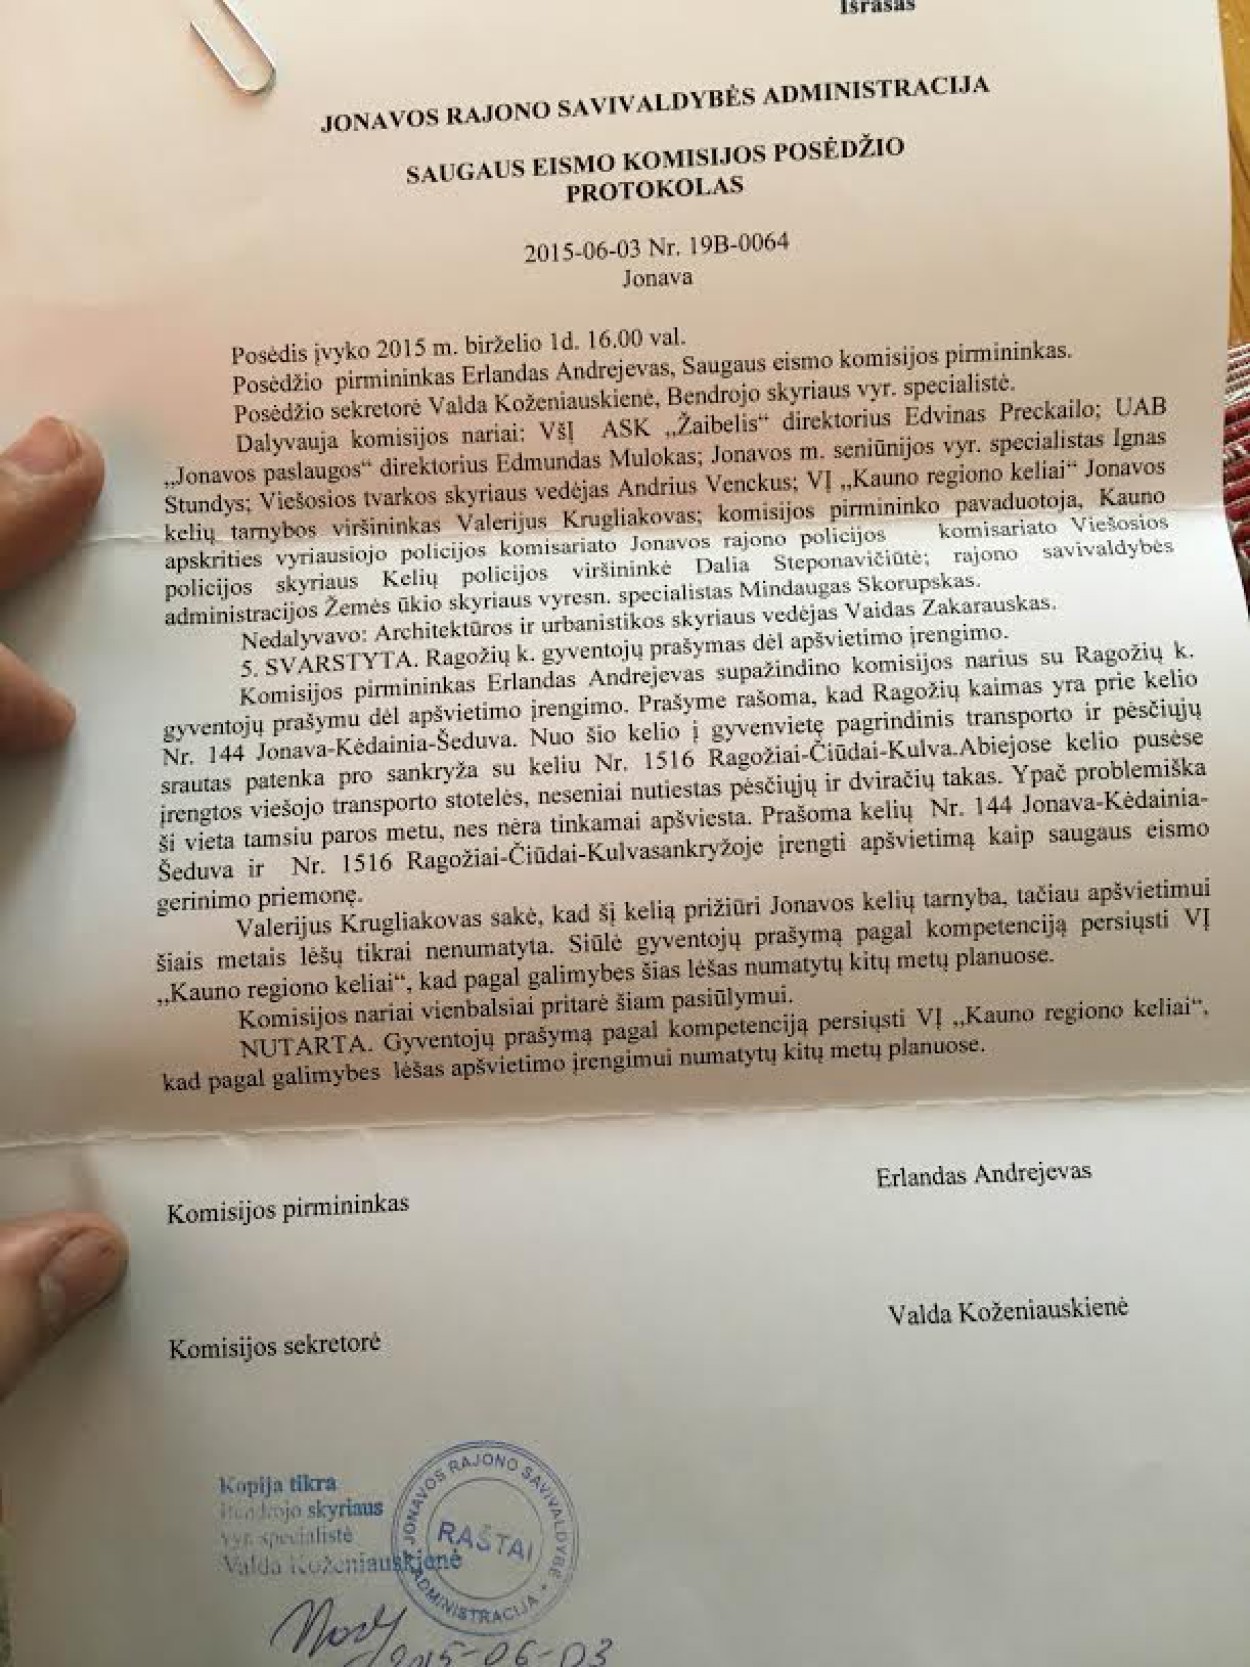 Išrašas
JONAVOS RAJONO SAVIVALDYBĖS ADMINISTRACIJA
SAUGAUS EISMO KOMISIJOS POSĖDŽIO
PROTOKOLAS
2015-06-03 Nr. 19B-0064
Jonava
Posėdis įvyko 2015 m. birželio 1d. 16.00 val.
Posėdžio pirmininkas Erlandas Andrejevas, Saugaus eismo komisijos pirmininkas.
Posėdžio sekretorė Valda Koženiauskienė, Bendrojo skyriaus vyr. specialistė.
Dalyvauja komisijos nariai: VšĮ ASK „Žaibelis“ direktorius Edvinas Preckailo; UAB
„Jonavos paslaugos“ direktorius Edmundas Mulokas; Jonavos m. seniūnijos vyr. specialistas Ignas
Stundys; Viešosios tvarkos skyriaus vedėjas Andrius Venckus; VĮ „Kauno regiono keliai“ Jonavos
kelių tarnybos viršininkas Valerijus Krugliakovas; komisijos pirmininko pavaduotoja, Kauno
apskrities vyriausiojo policijos komisariato Jonavos rajono policijos komisariato Viešosios
policijos skyriaus Kelių policijos viršininkė Dalia Steponavičiūtė; rajono savivaldybės
administracijos Žemės ūkio skyriaus vyresn. specialistas Mindaugas Skorupskas.
Nedalyvavo: Architektūros ir urbanistikos skyriaus vedėjas Vaidas Zakarauskas.
5. SVARSTYTA. Ragožių k. gyventojų prašymas dėl apšvietimo įrengimo.
Komisijos pirmininkas Erlandas Andrejevas supažindino komisijos narius su Ragožių k.
gyventojų prašymu dėl apšvietimo įrengimo. Prašyme rašoma, kad Ragožių kaimas yra prie kelio
Nr. 144 Jonava-Kėdainia-Šeduva. Nuo šio kelio į gyvenvietę pagrindinis transporto ir pėsčiųjų
srautas patenka pro sankryža su keliu Nr. 1516 Ragožiai-Čiūdai-Kulva.Abiejose kelio pusėse
įrengtos viešojo transporto stotelės, neseniai nutiestas pėsčiųjų ir dviračių takas. Ypač problemiška
ši vieta tamsiu paros metu, nes nėra tinkamai apšviesta. Prašoma kelių Nr. 144 Jonava-Kėdainia-
Šeduva ir Nr. 1516 Ragožiai-Čiūdai-Kulvasankryžoje įrengti apšvietimą kaip saugaus eismo
gerinimo priemonę.
Valerijus Krugliakovas sakė, kad šį kelią prižiūri Jonavos kelių tarnyba, tačiau apšvietimui
šiais metais lėšų tikrai nenumatyta. Siūlė gyventojų prašymą pagal kompetenciją persiųsti VĮ
„Kauno regiono keliai“, kad pagal galimybes šias lėšas numatytų kitų metų planuose.
Komisijos nariai vienbalsiai pritarė šiam pasiūlymui.
NUTARTA. Gyventojų prašymą pagal kompetenciją persiųsti VĮ „Kauno regiono keliai“,
kad pagal galimybes lėšas apšvietimo įrengimui numatytų kitų metų planuose.
Komisijos pirmininkas Erlandas Andrejevas
Komisijos sekretorė Valda Koženiauskienė
Kopija tikra
Bendrojo skyriaus
vyr. specialistė
Valda Koženiauskienė
JONAVOS RAJONO SAVIVALDYBĖ
RAŠTAI
ADMINISTRACIJA
2015-06-03